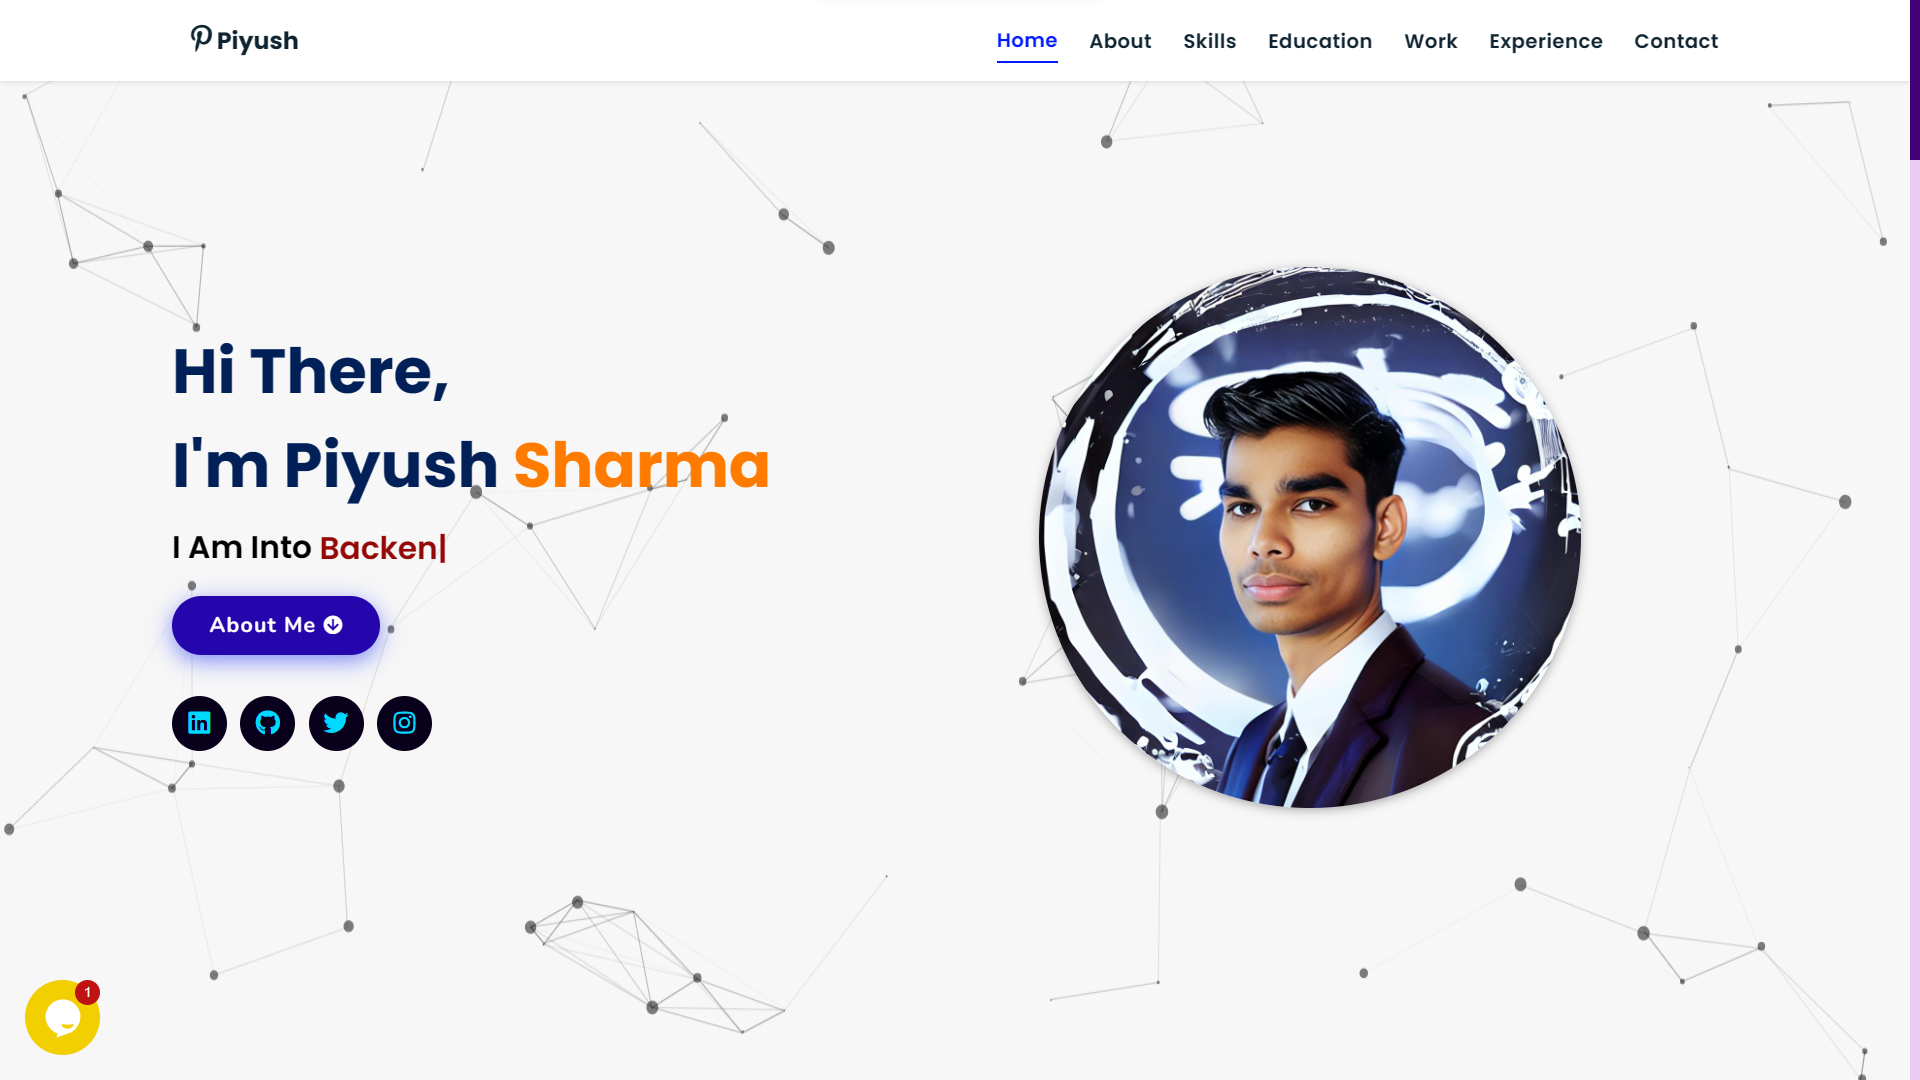 Piyush
Home About Skills Education Work Experience Contact
Hi There,
I'm Piyush Sharma
I Am Into Backen|
About Me
1